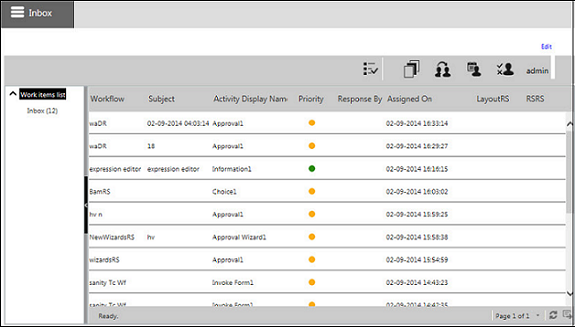 Inbox
Edit
admin
Work items list
Inbox (12)
Workflow Subject Activity Display Nam Priority Response By Assigned On LayoutRS RSRS
waDR 02-09-2014 04:03:14 Approval1 02-09-2014 16:33:14
waDR 18 Approval1 02-09-2014 16:29:27
expression editor expression editor Information1 02-09-2014 16:16:15
BamRS Choice1 02-09-2014 16:03:02
hv n Approval1 02-09-2014 15:59:25
NewWizardsRS hv Approval Wizard1 02-09-2014 15:58:38
wizardsRS Approval1 02-09-2014 15:54:59
sanity Tc Wf Invoke Form1 02-09-2014 14:43:23
sanity Tc Wf Invoke Form1 02-09-2014 14:42:35
Ready. Page 1 of 1